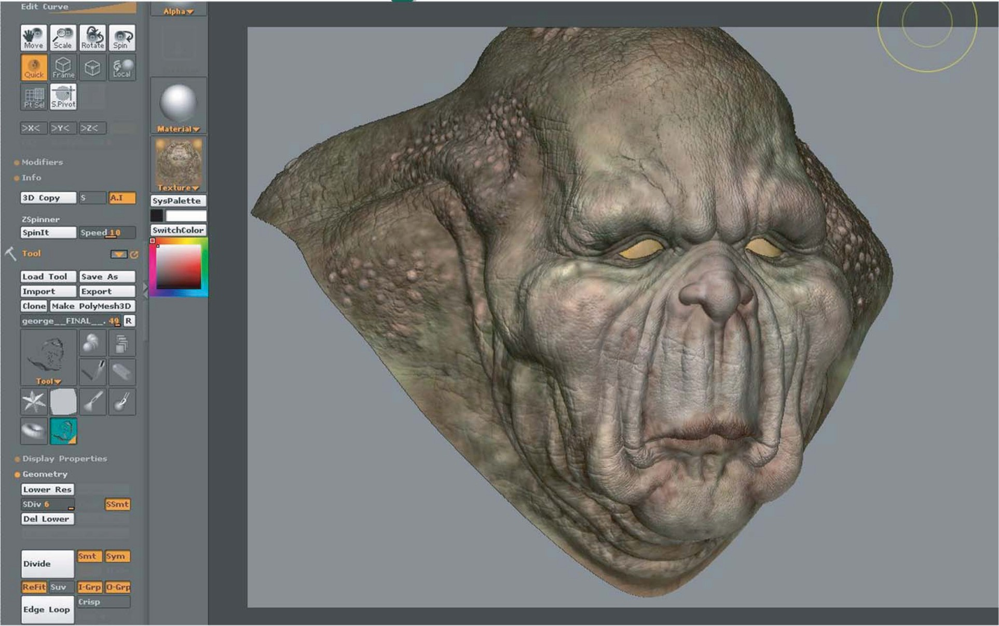 Edit Curve
Alpha
Move Scale Rotate Spin
Quick Frame Local
Pt Sel S.Pivot
>X< >Y< >Z<
Material
Modifiers
Info
Texture
3D Copy S A.I
SysPalette
ZSpinner
SwitchColor
SpinIt Speed 10
Tool
Load Tool Save As
Import Export
Clone Make PolyMesh3D
george__FINAL__. 49 R
Tool
Display Properties
Geometry
Lower Res
SDiv 6 SSmt
Del Lower
Divide Smt Sym
ReFit Suv I-Grp O-Grp
Edge Loop Crisp